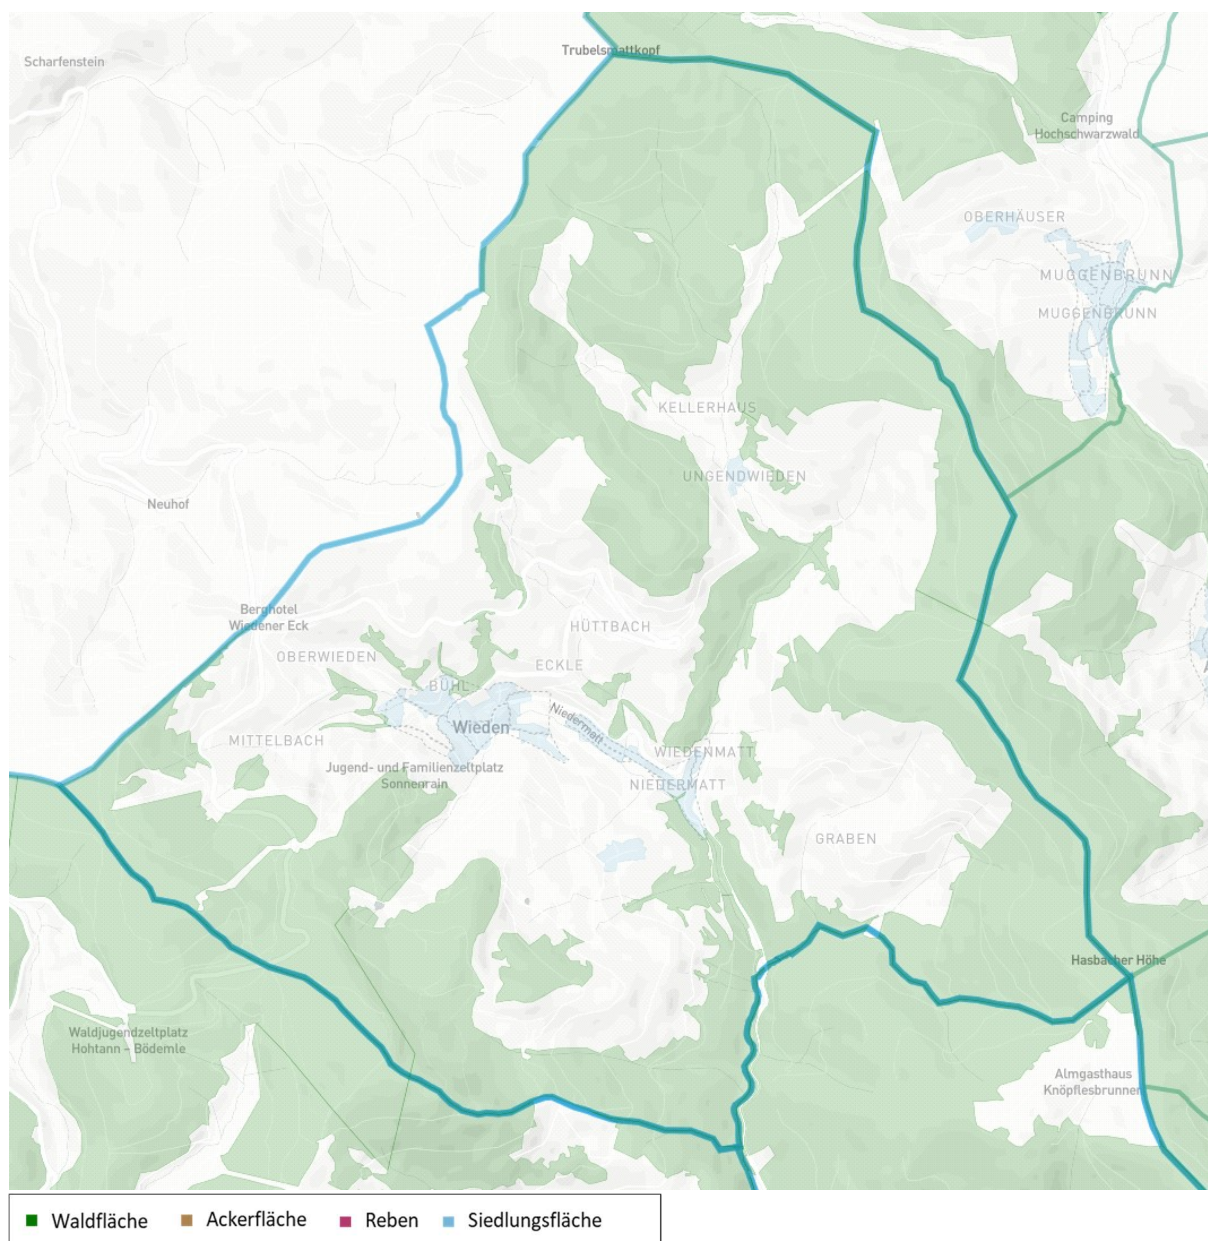 Trubelsmattkopf
Scharfenstein
Camping
Hochschwarzwald
OBERHÄUSER
MUGGENBRUNN
MUGGENBRUNN
KELLERHAUS
UNGENDWIEDEN
Neuhof
Berghotel
Wiedener Eck
HÜTTBACH
OBERWIEDEN
ECKLE
BÜHL
Niedermatt
Wieden
MITTELBACH
WIEDENMATT
Jugend- und Familienzeltplatz
Sonnenrain
NIEDERMATT
GRABEN
Hasbacher Höhe
Waldjugendzeltplatz
Hohtann - Bödemle
Almgasthaus
Knöpflesbrunnen
Waldfläche Ackerfläche Reben Siedlungsfläche